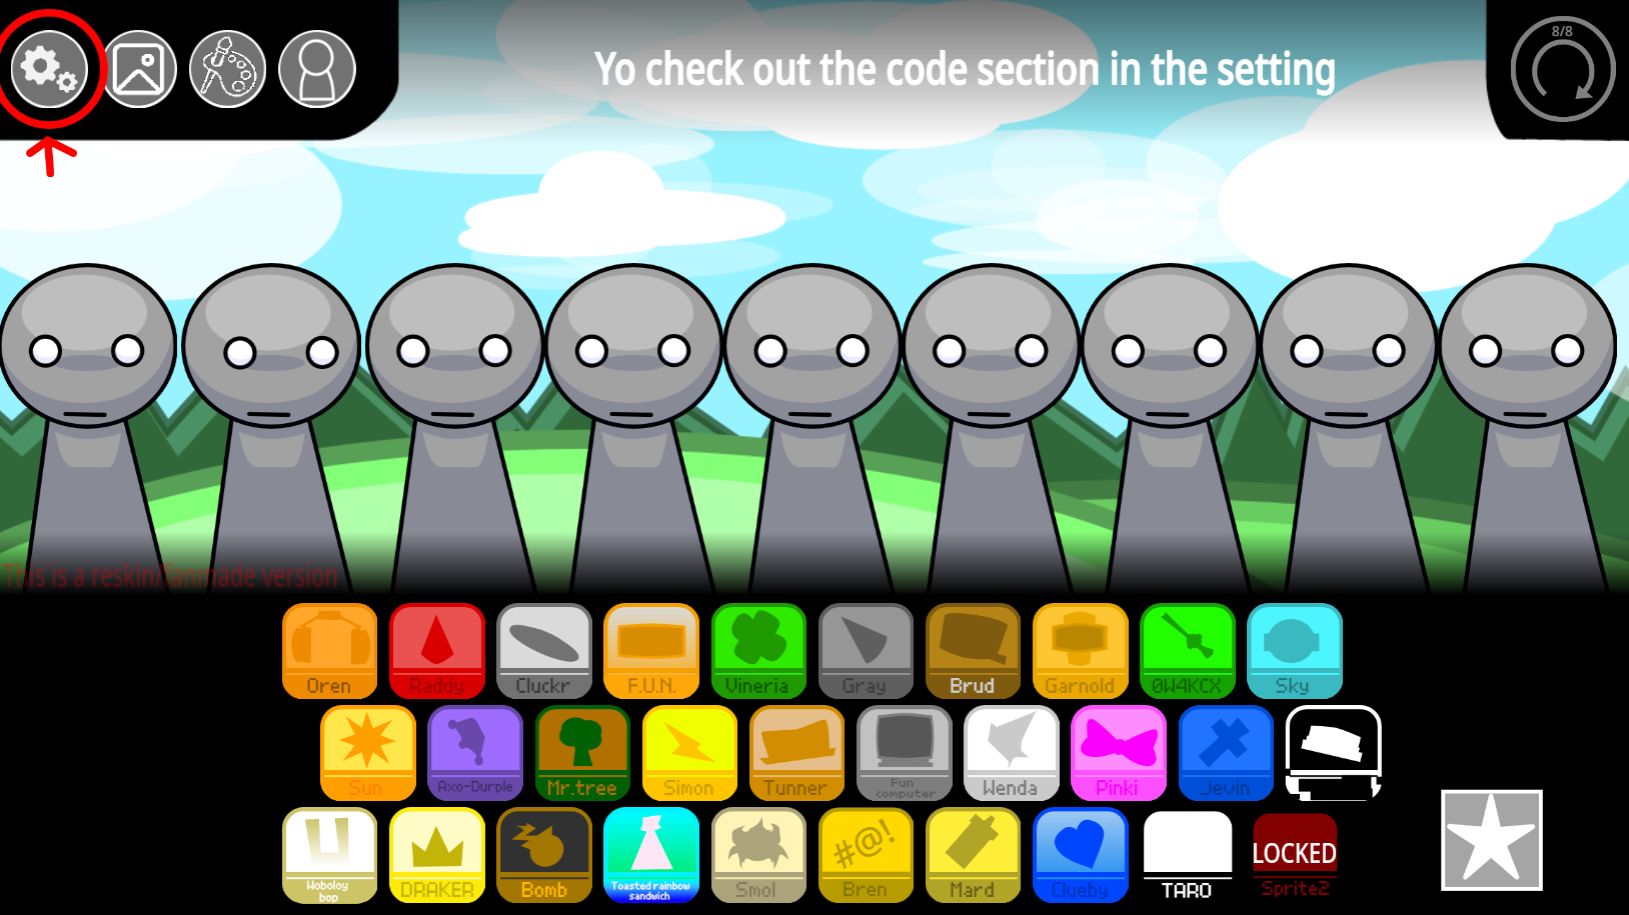 8/8
Yo check out the code section in the setting
This is a reskin/fanmade version
Oren
Raddy
Cluckr
F.U.N.
Vineria
Gray
Brud
Garnold
0W4KCX
Sky
Sun
Axo-Durple
Mr.tree
Simon
Tunner
Fun
computer
Wenda
Pinki
Jevin
Woboloy
bop
DRAKER
Bomb
Toasted rainbow
sandwich
Smol
#@!
Bren
Mard
Clueby
TARO
LOCKED
Sprite2